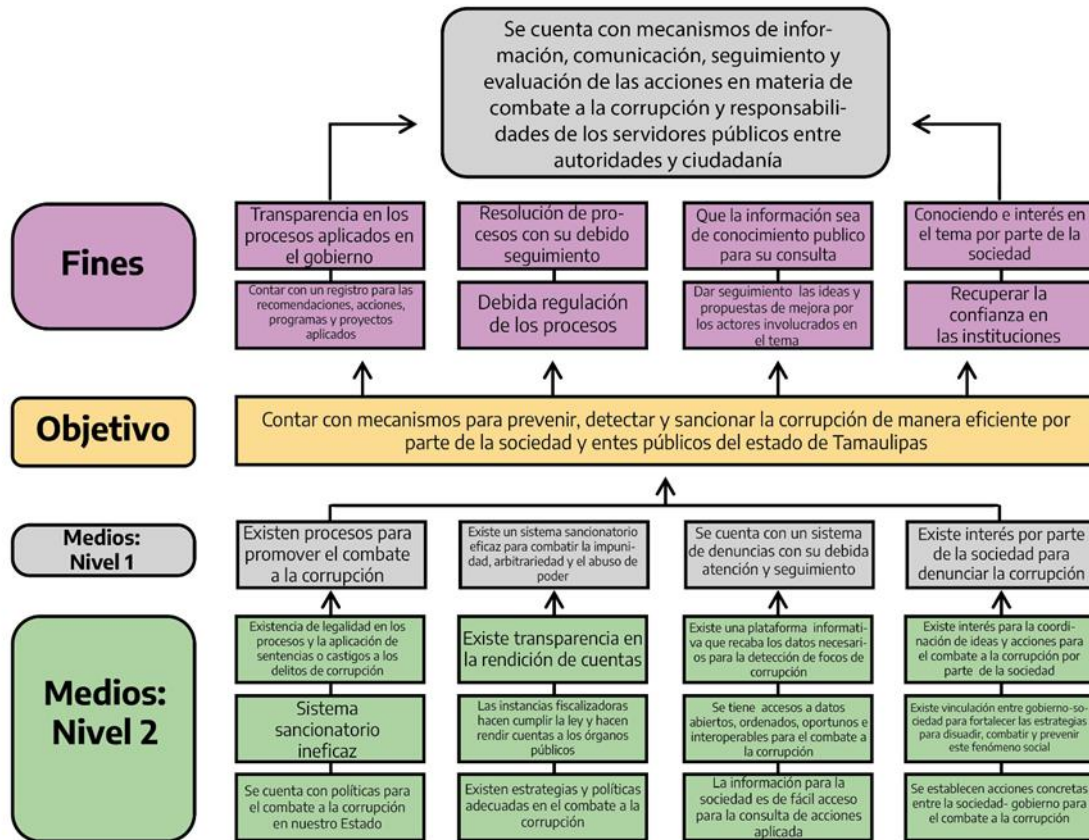 Se cuenta con mecanismos de infor-
mación, comunicación, seguimiento y
evaluación de las acciones en materia de
combate a la corrupción y responsabili-
dades de los servidores públicos entre
autoridades y ciudadanía
Fines
Transparencia en los
procesos aplicados en
el gobierno
Resolución de pro-
cesos con su debido
seguimiento
Que la información sea
de conocimiento publico
para su consulta
Conociendo e interés en
el tema por parte de la
sociedad
Contar con un registro para las
recomendaciones, acciones,
programas y proyectos
aplicados
Debida regulación
de los procesos
Dar seguimiento las ideas y
propuestas de mejora por
los actores involucrados en
el tema
Recuperar la
confianza en
las instituciones
Objetivo
Contar con mecanismos para prevenir, detectar y sancionar la corrupción de manera eficiente por
parte de la sociedad y entes públicos del estado de Tamaulipas
Medios:
Nivel 1
Existen procesos para
promover el combate
a la corrupción
Existe un sistema sancionatorio
eficaz para combatir la impuni-
dad, arbitrariedad y el abuso de
poder
Se cuenta con un sistema
de denuncias con su debida
atención y seguimiento
Existe interés por parte
de la sociedad para
denunciar la corrupción
Medios:
Nivel 2
Existencia de legalidad en los
procesos y la aplicación de
sentencias o castigos a los
delitos de corrupción
Existe transparencia en
la rendición de cuentas
Existe una plataforma informati-
va que recaba los datos necesarios
para la detección de focos de
corrupción
Existe interés para la coordi-
nación de ideas y acciones para
el combate a la corrupción por
parte de la sociedad
Sistema
sancionatorio
ineficaz
Las instancias fiscalizadoras
hacen cumplir la ley y hacen
rendir cuentas a los órganos
públicos
Se tiene accesos a datos
abiertos, ordenados, oportunos e
interoperables para el combate a
la corrupción
Existe vinculación entre gobierno-so-
ciedad para fortalecer las estrategias
para disuadir, combatir y prevenir
este fenómeno social
Se cuenta con políticas para
el combate a la corrupción
en nuestro Estado
Existen estrategias y políticas
adecuadas en el combate a la
corrupción
La información para la
sociedad es de fácil acceso
para la consulta de acciones
aplicada
Se establecen acciones concretas
entre la sociedad- gobierno para
el combate a la corrupción